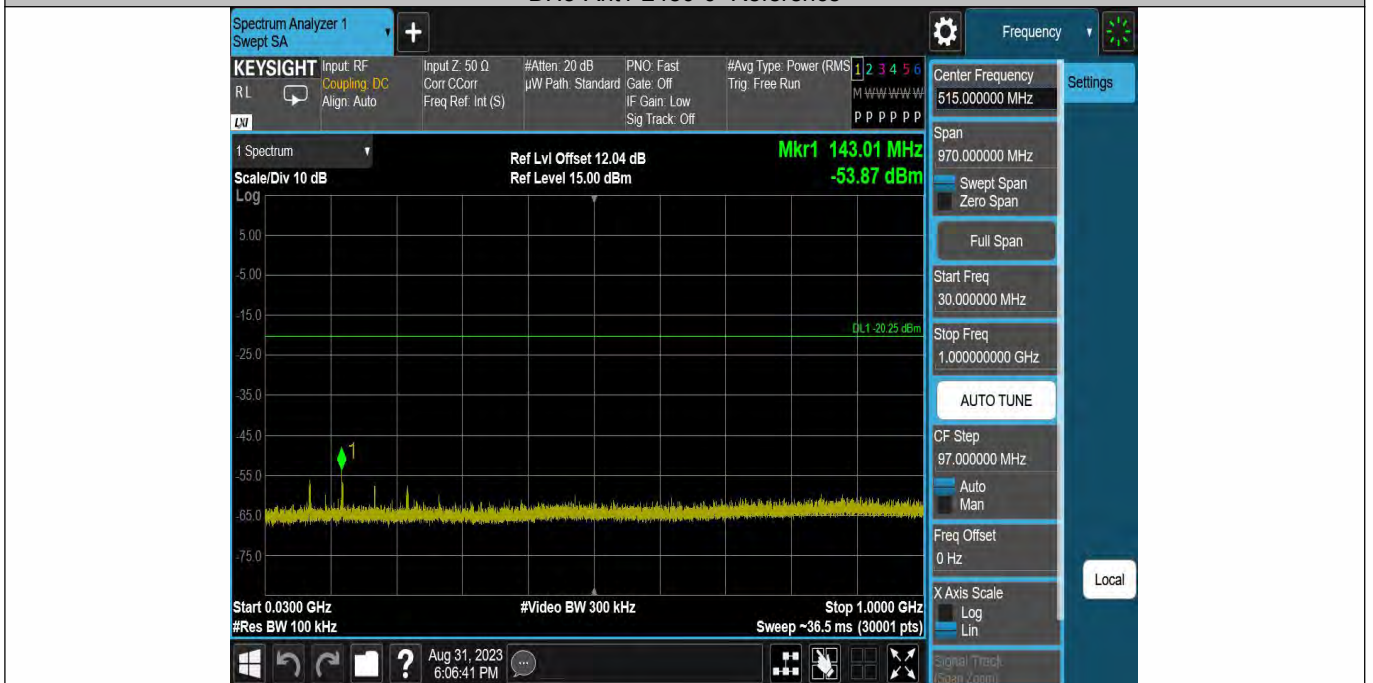 Spectrum Analyzer 1
Swept SA
+
Frequency
KEYSIGHT
RL
LXI
Input: RF
Coupling: DC
Align: Auto
Input Z: 50 Ω
Corr CCorr
Freq Ref: Int (S)
#Atten: 20 dB
µW Path: Standard
PNO: Fast
Gate: Off
IF Gain: Low
Sig Track: Off
#Avg Type: Power (RMS
Trig: Free Run
1 2 3 4 5 6
M W W W W W
P P P P P P
1 Spectrum
Scale/Div 10 dB
Ref Lvl Offset 12.04 dB
Ref Level 15.00 dBm
Mkr1 143.01 MHz
-53.87 dBm
Log
5.00
-5.00
-15.0
DL1 -20.25 dBm
-25.0
-35.0
-45.0
1
-55.0
-65.0
-75.0
Start 0.0300 GHz
#Res BW 100 kHz
#Video BW 300 kHz
Stop 1.0000 GHz
Sweep ~36.5 ms (30001 pts)
?
Aug 31, 2023
6:06:41 PM
Center Frequency
515.000000 MHz
Settings
Span
970.000000 MHz
Swept Span
Zero Span
Full Span
Start Freq
30.000000 MHz
Stop Freq
1.000000000 GHz
AUTO TUNE
CF Step
97.000000 MHz
Auto
Man
Freq Offset
0 Hz
Local
X Axis Scale
Log
Lin
Signal Track
(Span Zoom)